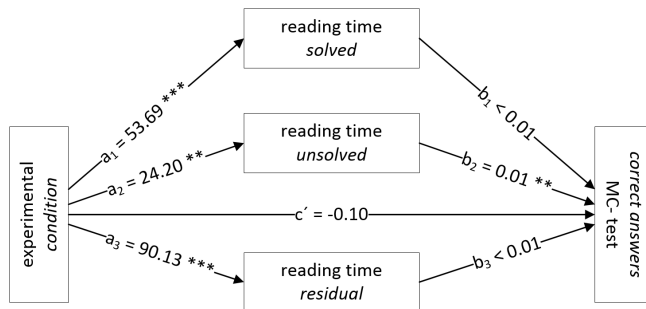 reading time
solved
a₁ = 53.69 ***
b₁ < 0.01
reading time
unsolved
a₂ = 24.20 **
b₂ = 0.01 **
experimental
condition
c´ = -0.10
correct answers
MC- test
a₃ = 90.13 ***
b₃ < 0.01
reading time
residual